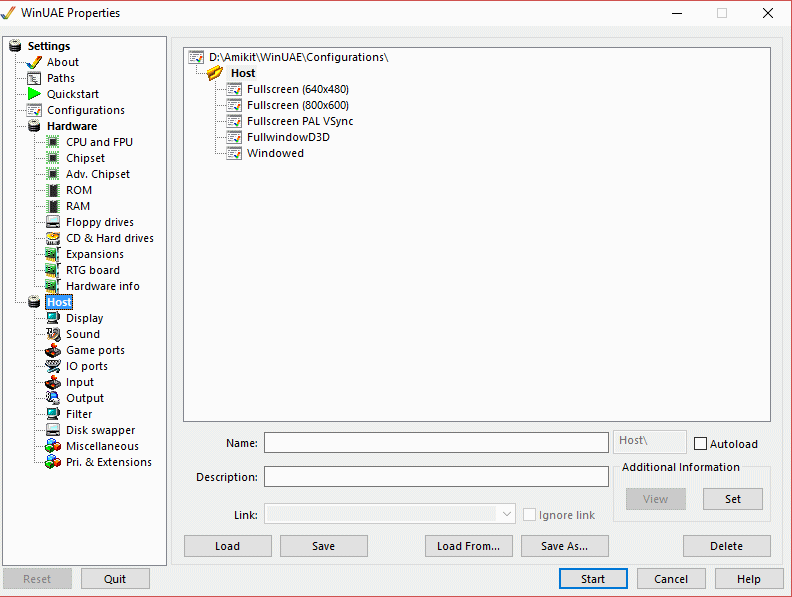 WinUAE Properties
Settings
About
Paths
Quickstart
Configurations
Hardware
CPU and FPU
Chipset
Adv. Chipset
ROM
RAM
Floppy drives
CD & Hard drives
Expansions
RTG board
Hardware info
Host
Display
Sound
Game ports
IO ports
Input
Output
Filter
Disk swapper
Miscellaneous
Pri. & Extensions
D:\Amikit\WinUAE\Configurations\
Host
Fullscreen (640x480)
Fullscreen (800x600)
Fullscreen PAL VSync
FullwindowD3D
Windowed
Name: Host\ Autoload
Description:
Additional Information
View Set
Link: Ignore link
Load Save Load From... Save As... Delete
Reset Quit Start Cancel Help